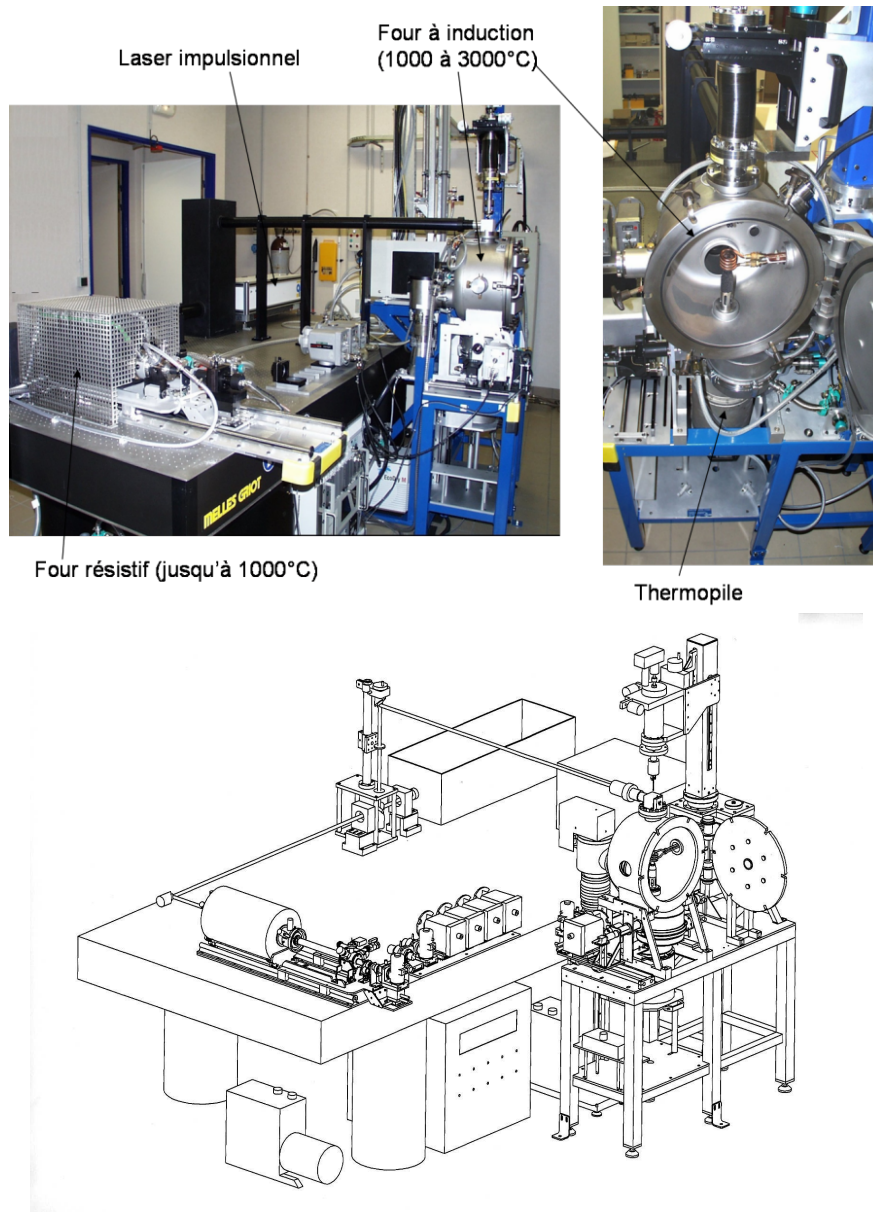 Laser impulsionnel
Four à induction
(1000 à 3000°C)
MELLES GRIOT
Four résistif (jusqu'à 1000°C)
Thermopile